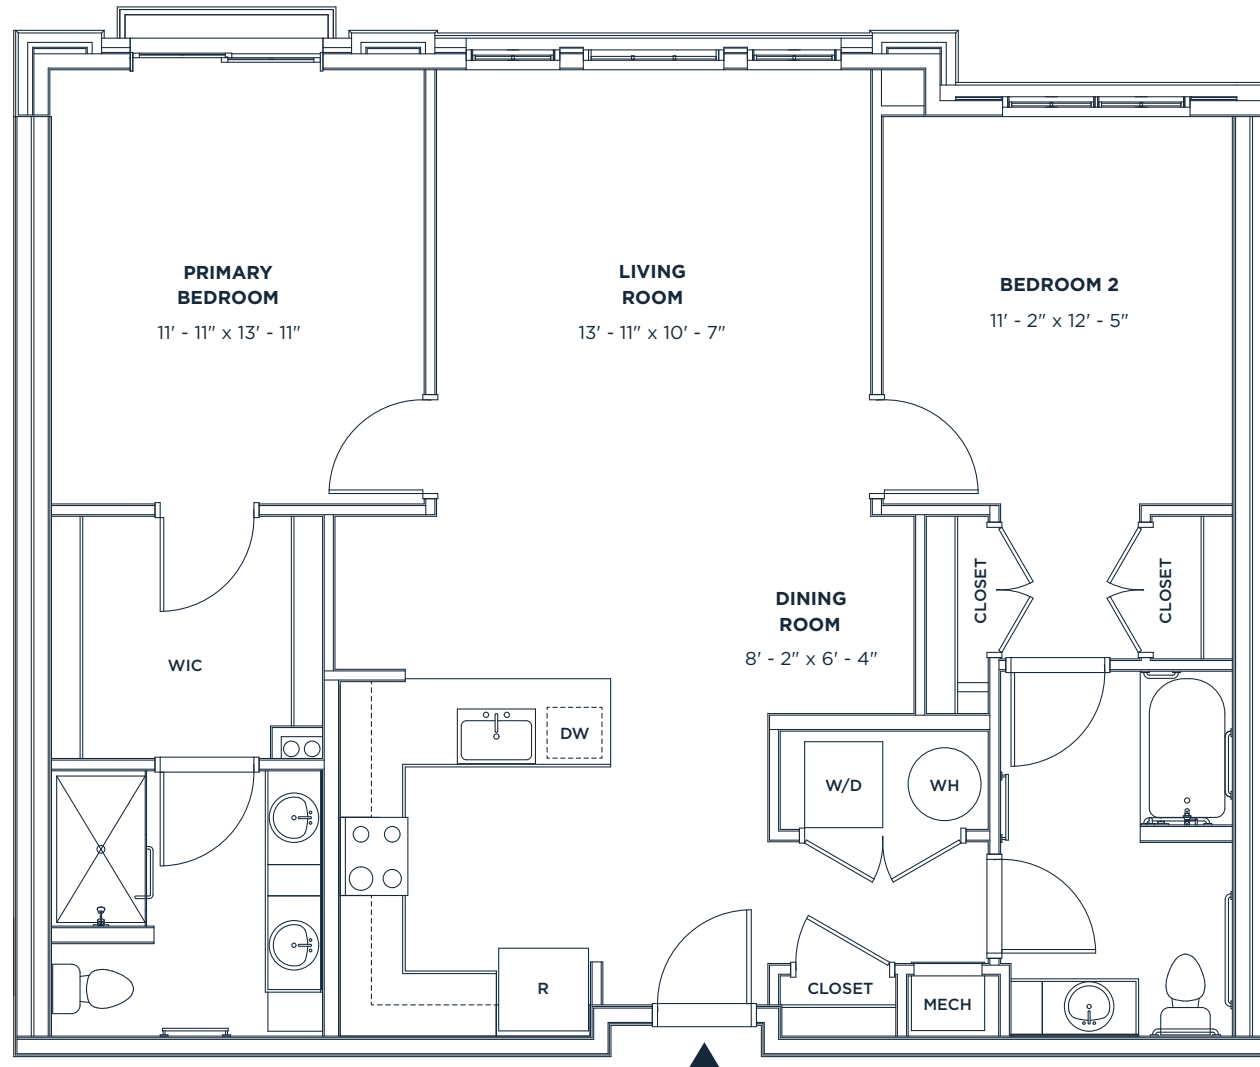 PRIMARY
BEDROOM
11' - 11" x 13' - 11"
LIVING
ROOM
13' - 11" x 10' - 7"
BEDROOM 2
11' - 2" x 12' - 5"
DINING
ROOM
8' - 2" x 6' - 4"
CLOSET
CLOSET
WIC
DW
W/D
WH
R
CLOSET
MECH